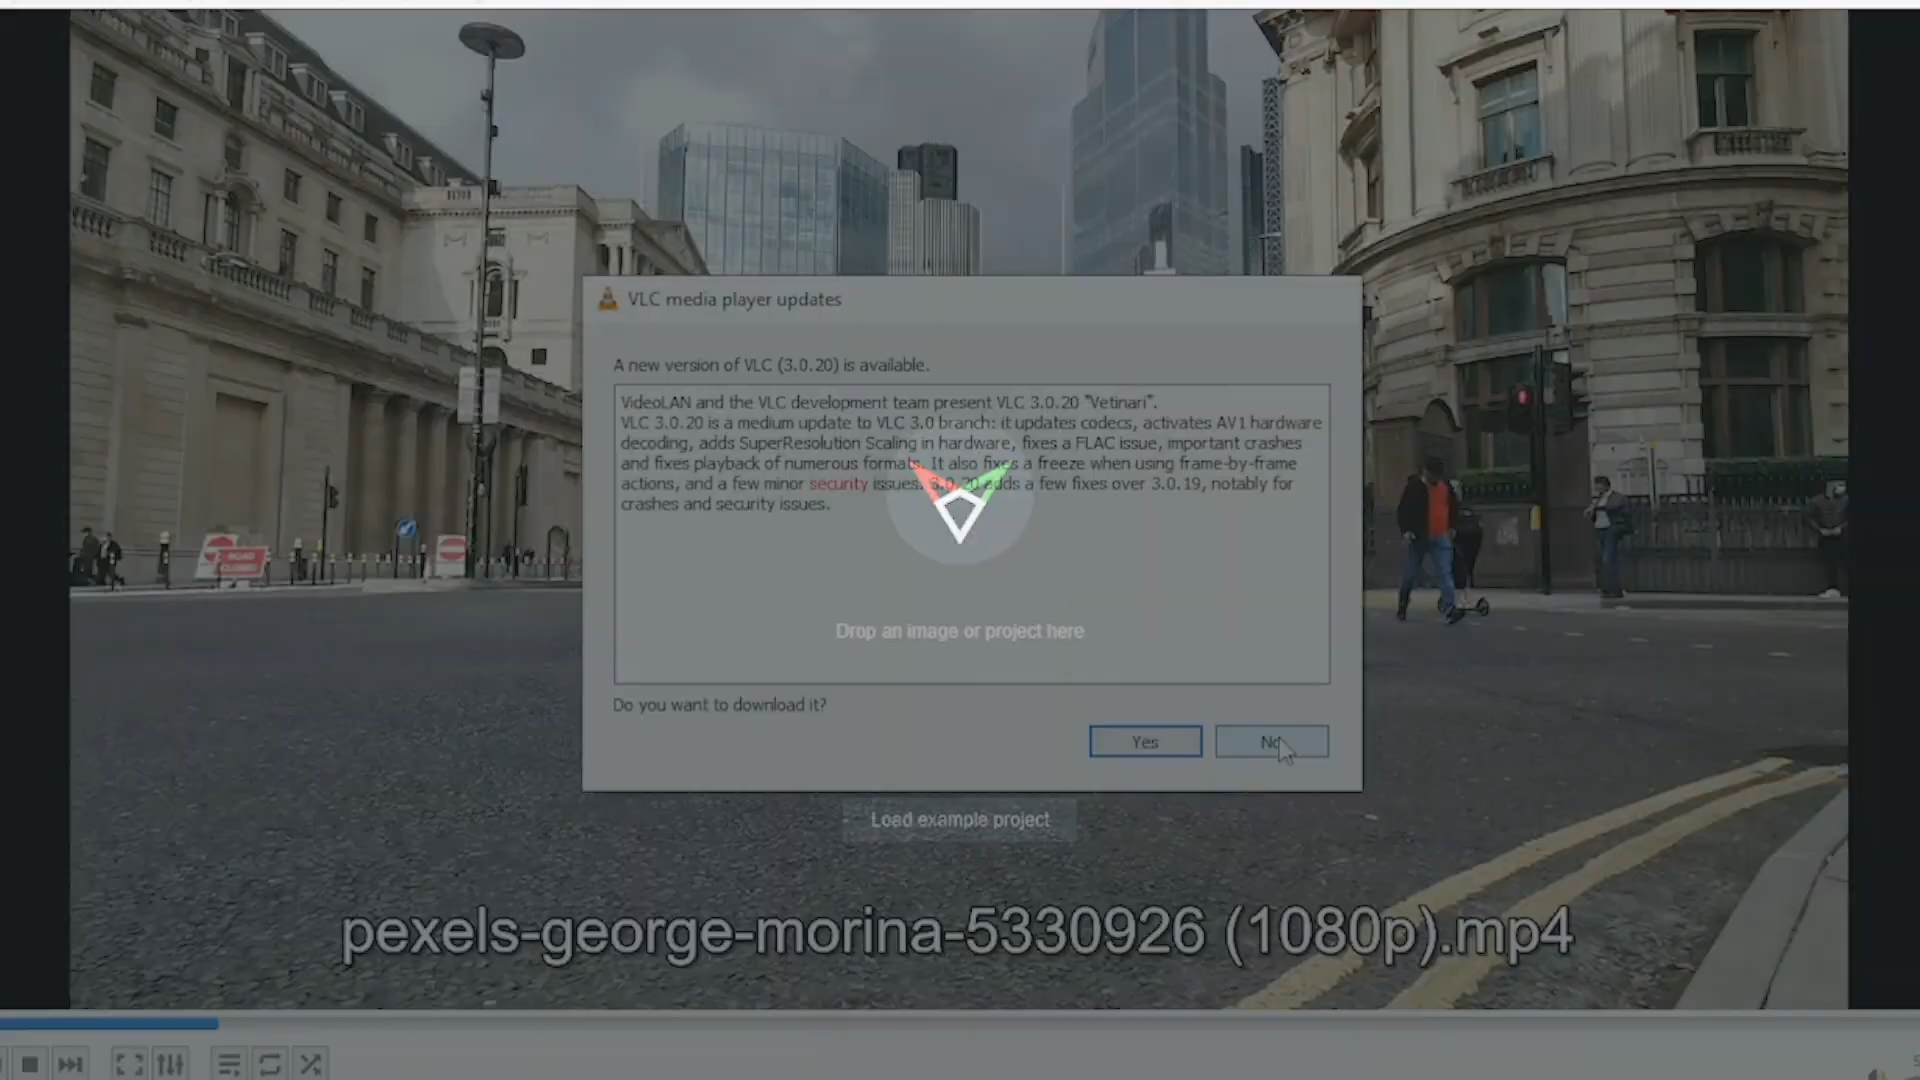 VLC media player updates
A new version of VLC (3.0.20) is available.
VideoLAN and the VLC development team present VLC 3.0.20 "Vetinari".
VLC 3.0.20 is a medium update to VLC 3.0 branch: it updates codecs, activates AV1 hardware
decoding, adds SuperResolution Scaling in hardware, fixes a FLAC issue, important crashes
and fixes playback of numerous formats. It also fixes a freeze when using frame-by-frame
actions, and a few minor security issues. 3.0.20 adds a few fixes over 3.0.19, notably for
crashes and security issues.
ROAD
CLOSED
Drop an image or project here
Do you want to download it?
Yes No
Load example project
pexels-george-morina-5330926 (1080p).mp4